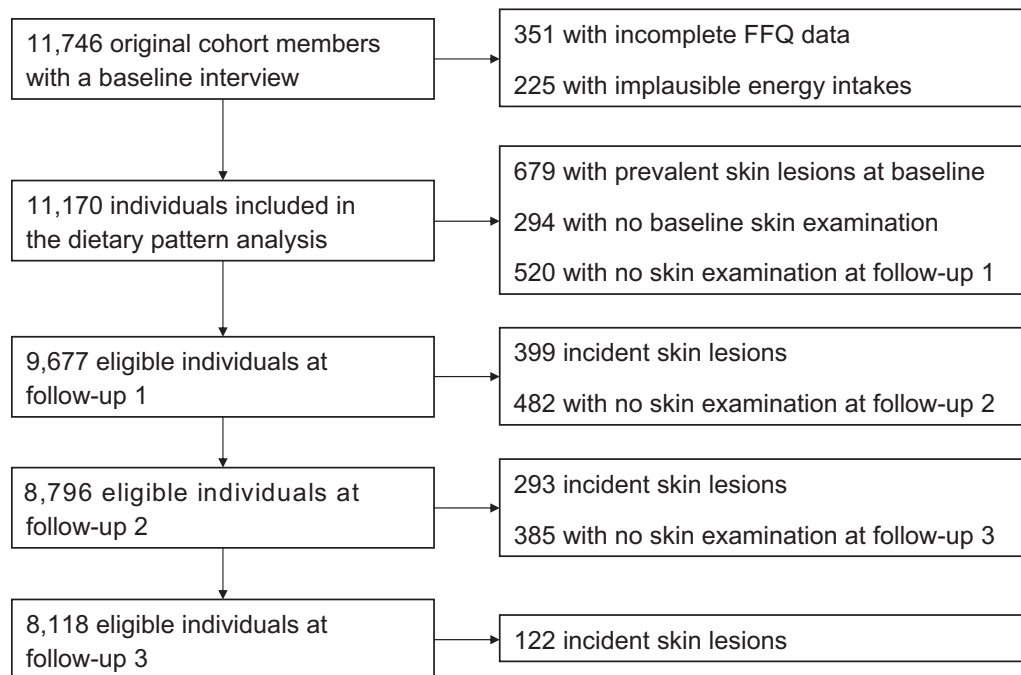 11,746 original cohort members
with a baseline interview
351 with incomplete FFQ data
225 with implausible energy intakes
11,170 individuals included in
the dietary pattern analysis
679 with prevalent skin lesions at baseline
294 with no baseline skin examination
520 with no skin examination at follow-up 1
9,677 eligible individuals at
follow-up 1
399 incident skin lesions
482 with no skin examination at follow-up 2
8,796 eligible individuals at
follow-up 2
293 incident skin lesions
385 with no skin examination at follow-up 3
8,118 eligible individuals at
follow-up 3
122 incident skin lesions